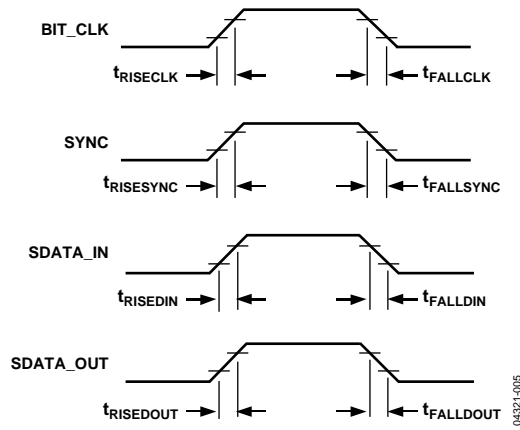 BIT_CLK
tRISECLK
tFALLCLK
SYNC
tRISESYNC
tFALLSYNC
SDATA_IN
tRISEDIN
tFALLDIN
SDATA_OUT
tRISEDOUT
tFALLDOUT
04321-005